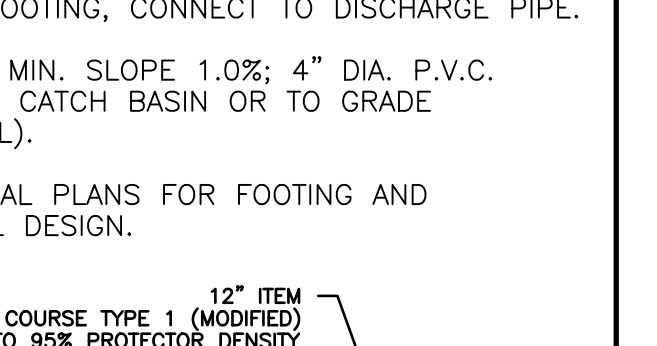 OOTING, CONNECT TO DISCHARGE PIPE.
MIN. SLOPE 1.0%; 4" DIA. P.V.C.
CATCH BASIN OR TO GRADE
L).
AL PLANS FOR FOOTING AND
DESIGN.
12" ITEM
COURSE TYPE 1 (MODIFIED)
TO 95% PROTECTOR DENSITY